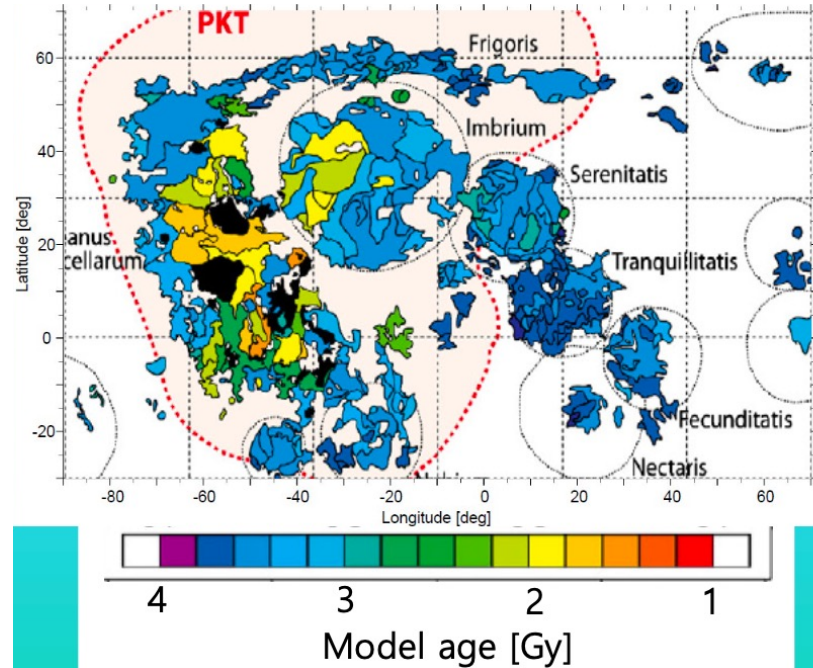 PKT
Frigoris
Imbrium
Serenitatis
Tranquillitatis
Fecunditatis
Nectaris
anus
cellarum
Latitude [deg]
60
40
20
0
-20
-80
-60
-40
-20
0
20
40
60
Longitude [deg]
4
3
2
1
Model age [Gy]